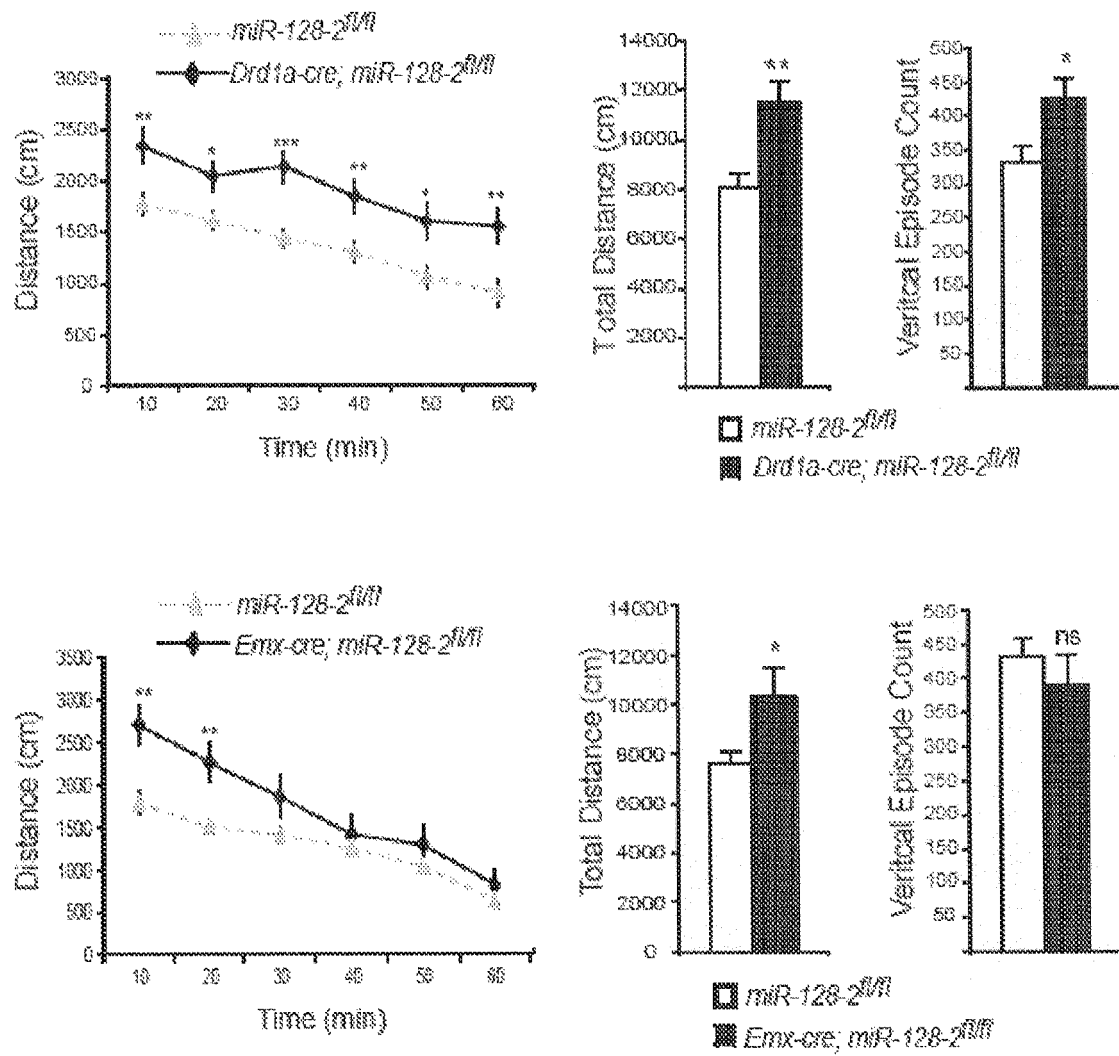 miR-128-2fl/fl
Drd1a-cre; miR-128-2fl/fl
Distance (cm)
3000
2500
2000
1500
1000
500
0
** * *** ** * **
10 20 30 40 50 60
Time (min)
Total Distance (cm)
14000
12000
10000
8000
6000
4000
2000
**
Veritcal Episode Count
500
450
400
350
300
250
200
150
100
50
*
miR-128-2fl/fl
Drd1a-cre; miR-128-2fl/fl
miR-128-2fl/fl
Emx-cre; miR-128-2fl/fl
Distance (cm)
3500
3000
2500
2000
1500
1000
500
0
** **
10 20 30 40 50 60
Time (min)
Total Distance (cm)
14000
12000
10000
8000
6000
4000
2000
0
*
Veritcal Episode Count
500
450
400
350
300
250
200
150
100
50
ns
miR-128-2fl/fl
Emx-cre; miR-128-2fl/fl